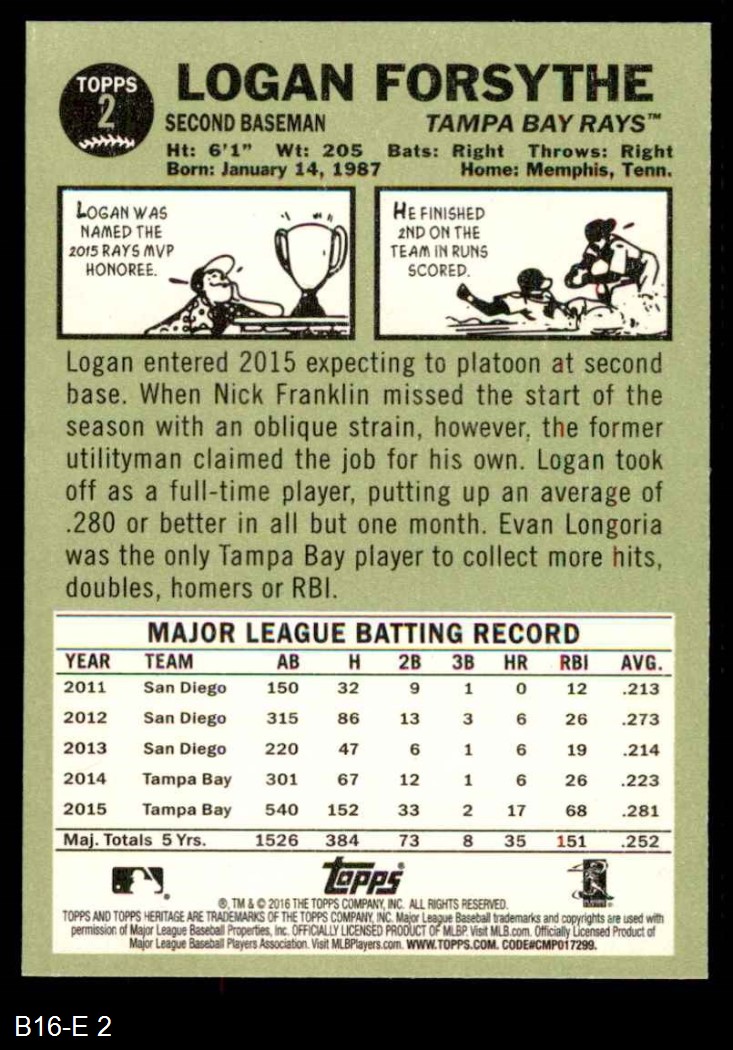 TOPPS
2
LOGAN FORSYTHE
SECOND BASEMAN TAMPA BAY RAYS™
Ht: 6'1" Wt: 205 Bats: Right Throws: Right
Born: January 14, 1987 Home: Memphis, Tenn.
LOGAN WAS
NAMED THE
2015 RAYS MVP
HONOREE.
HE FINISHED
2ND ON THE
TEAM IN RUNS
SCORED.
Logan entered 2015 expecting to platoon at second
base. When Nick Franklin missed the start of the
season with an oblique strain, however, the former
utilityman claimed the job for his own. Logan took
off as a full-time player, putting up an average of
.280 or better in all but one month. Evan Longoria
was the only Tampa Bay player to collect more hits,
doubles, homers or RBI.
MAJOR LEAGUE BATTING RECORD
YEAR TEAM AB H 2B 3B HR RBI AVG.
2011 San Diego 150 32 9 1 0 12 .213
2012 San Diego 315 86 13 3 6 26 .273
2013 San Diego 220 47 6 1 6 19 .214
2014 Tampa Bay 301 67 12 1 6 26 .223
2015 Tampa Bay 540 152 33 2 17 68 .281
Maj. Totals 5 Yrs. 1526 384 73 8 35 151 .252
topps®
®, TM & © 2016 THE TOPPS COMPANY, INC. ALL RIGHTS RESERVED.
TOPPS AND TOPPS HERITAGE ARE TRADEMARKS OF THE TOPPS COMPANY, INC. Major League Baseball trademarks and copyrights are used with
permission of Major League Baseball Properties, Inc. OFFICIALLY LICENSED PRODUCT OF MLBP. Visit MLB.com. Officially Licensed Product of
Major League Baseball Players Association. Visit MLBPlayers.com. WWW.TOPPS.COM. CODE#CMP017299.
B16-E 2